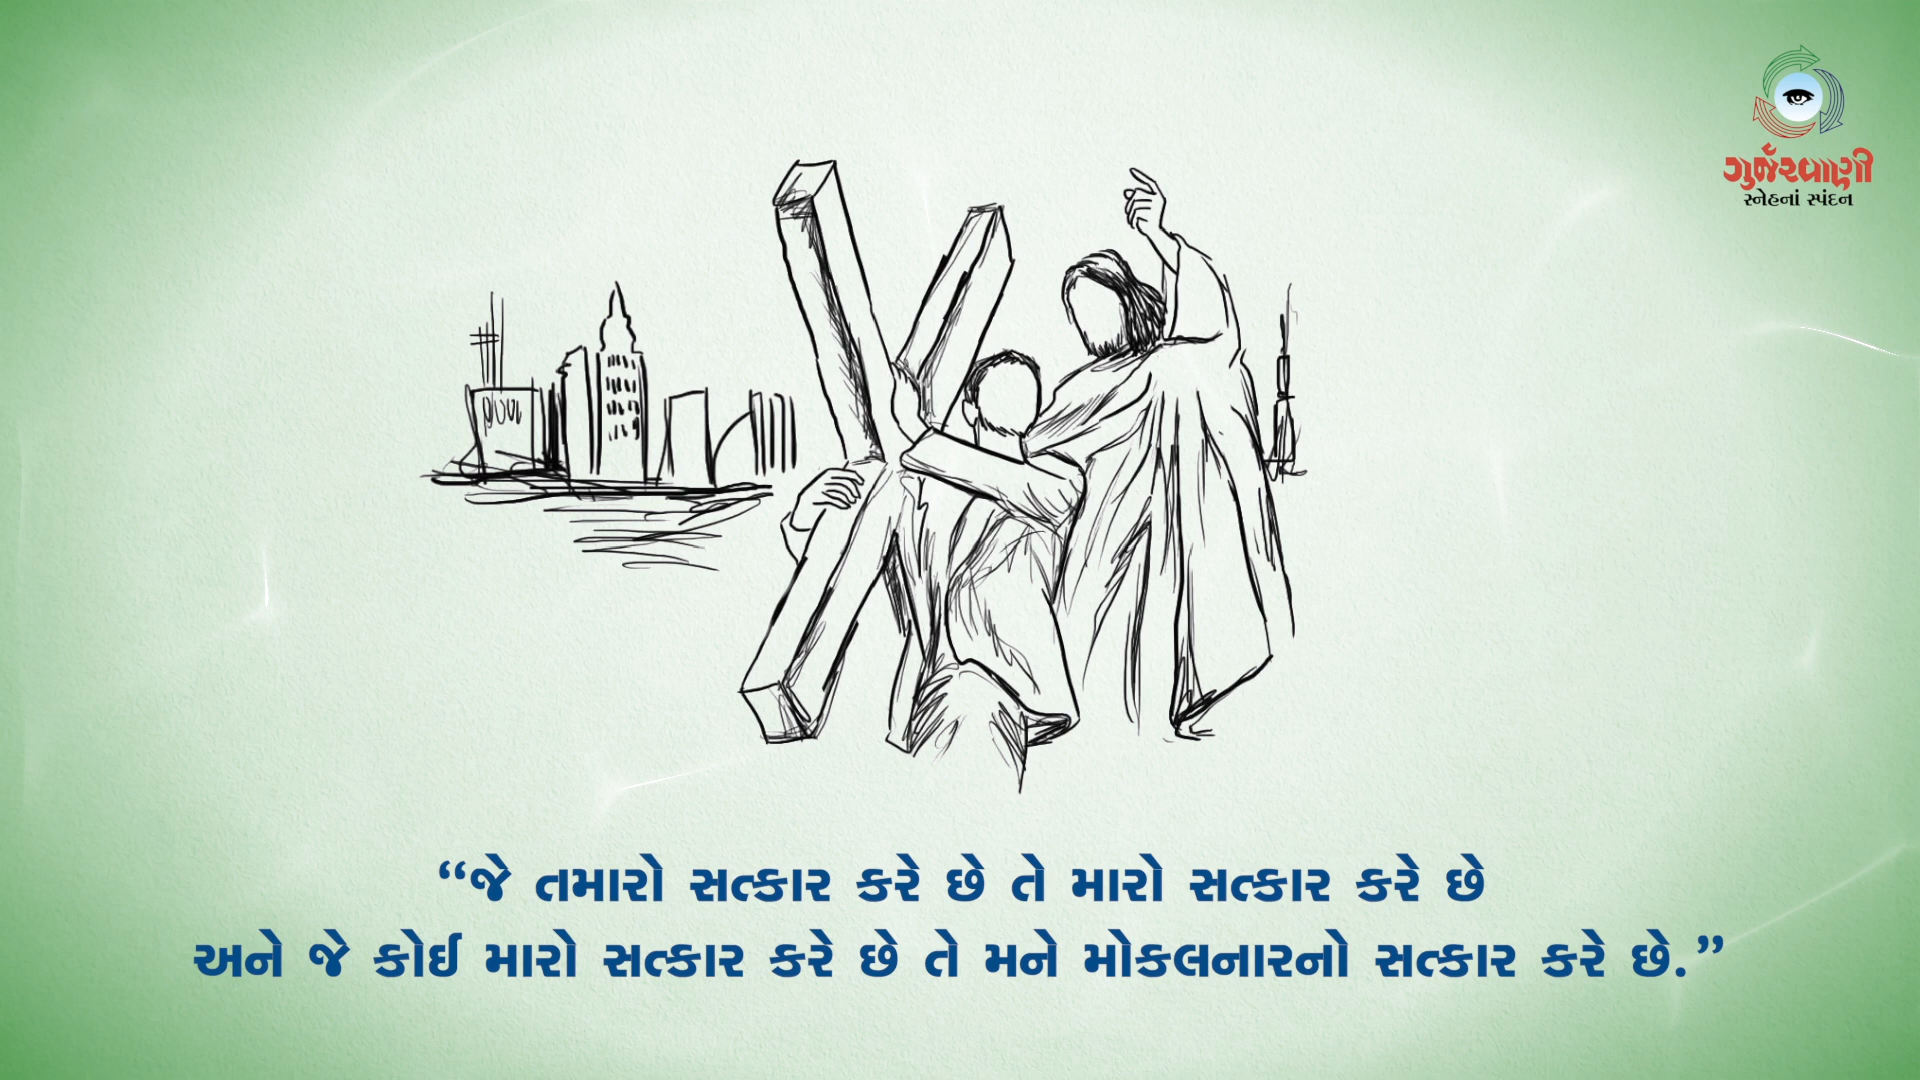 ગુર્જરવાણી
સ્નેહનાં સ્પંદન
“જે તમારો સત્કાર કરે છે તે મારો સત્કાર કરે છે
અને જે કોઈ મારો સત્કાર કરે છે તે મને મોકલનારનો સત્કાર કરે છે.”